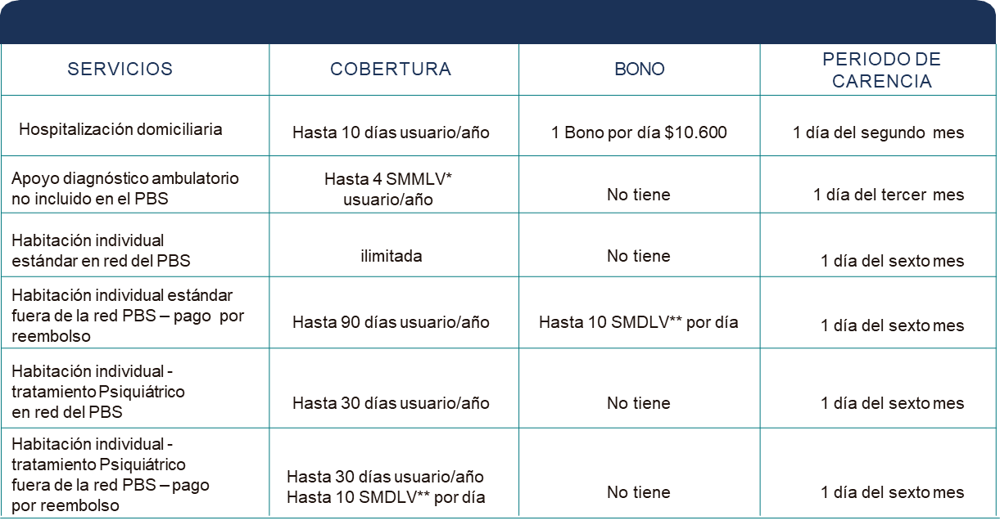 SERVICIOS
COBERTURA
BONO
PERIODO DE
CARENCIA
Hospitalización domiciliaria
Hasta 10 días usuario/año
1 Bono por día $10.600
1 día del segundo mes
Apoyo diagnóstico ambulatorio
no incluido en el PBS
Hasta 4 SMMLV*
usuario/año
No tiene
1 día del tercer mes
Habitación individual
estándar en red del PBS
ilimitada
No tiene
1 día del sexto mes
Habitación individual estándar
fuera de la red PBS – pago por
reembolso
Hasta 90 días usuario/año
Hasta 10 SMDLV** por día
1 día del sexto mes
Habitación individual -
tratamiento Psiquiátrico
en red del PBS
Hasta 30 días usuario/año
No tiene
1 día del sexto mes
Habitación individual -
tratamiento Psiquiátrico
fuera de la red PBS – pago
por reembolso
Hasta 30 días usuario/año
Hasta 10 SMDLV** por día
No tiene
1 día del sexto mes